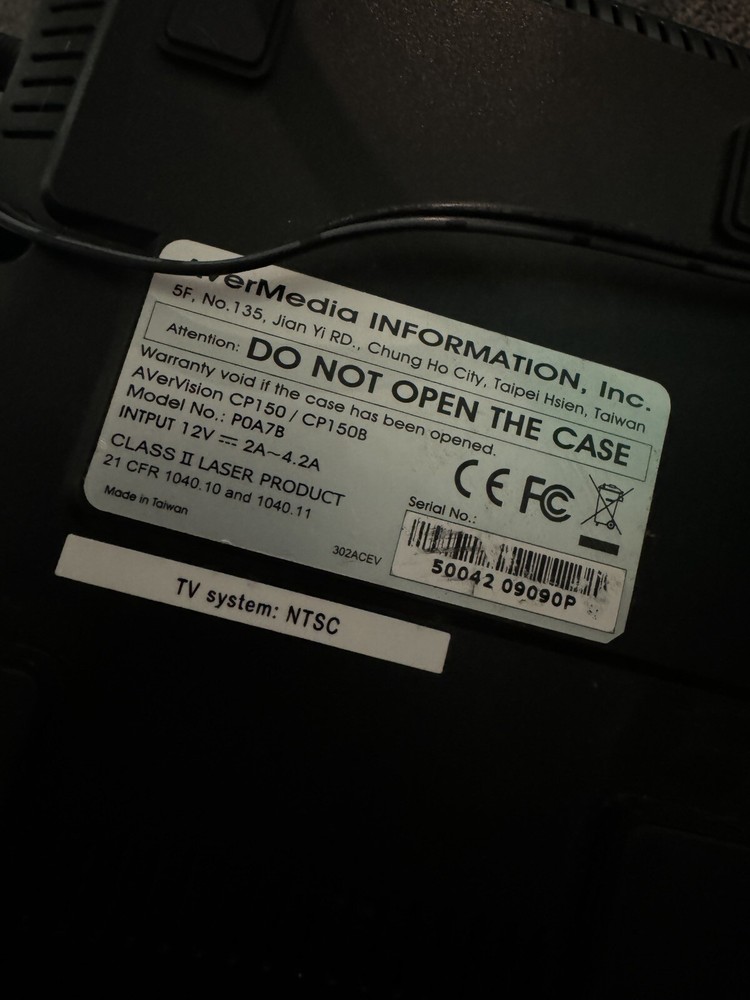 AVerMedia INFORMATION, Inc.
5F, No.135, Jian Yi RD., Chung Ho City, Taipei Hsien, Taiwan
Attention: DO NOT OPEN THE CASE
Warranty void if the case has been opened.
AVerVision CP150 / CP150B
Model No.: P0A7B
INTPUT 12V ⎓ 2A~4.2A
CLASS II LASER PRODUCT
21 CFR 1040.10 and 1040.11
Made in Taiwan
302ACEV
CE FC
Serial No.:
50042 09090P
TV system: NTSC